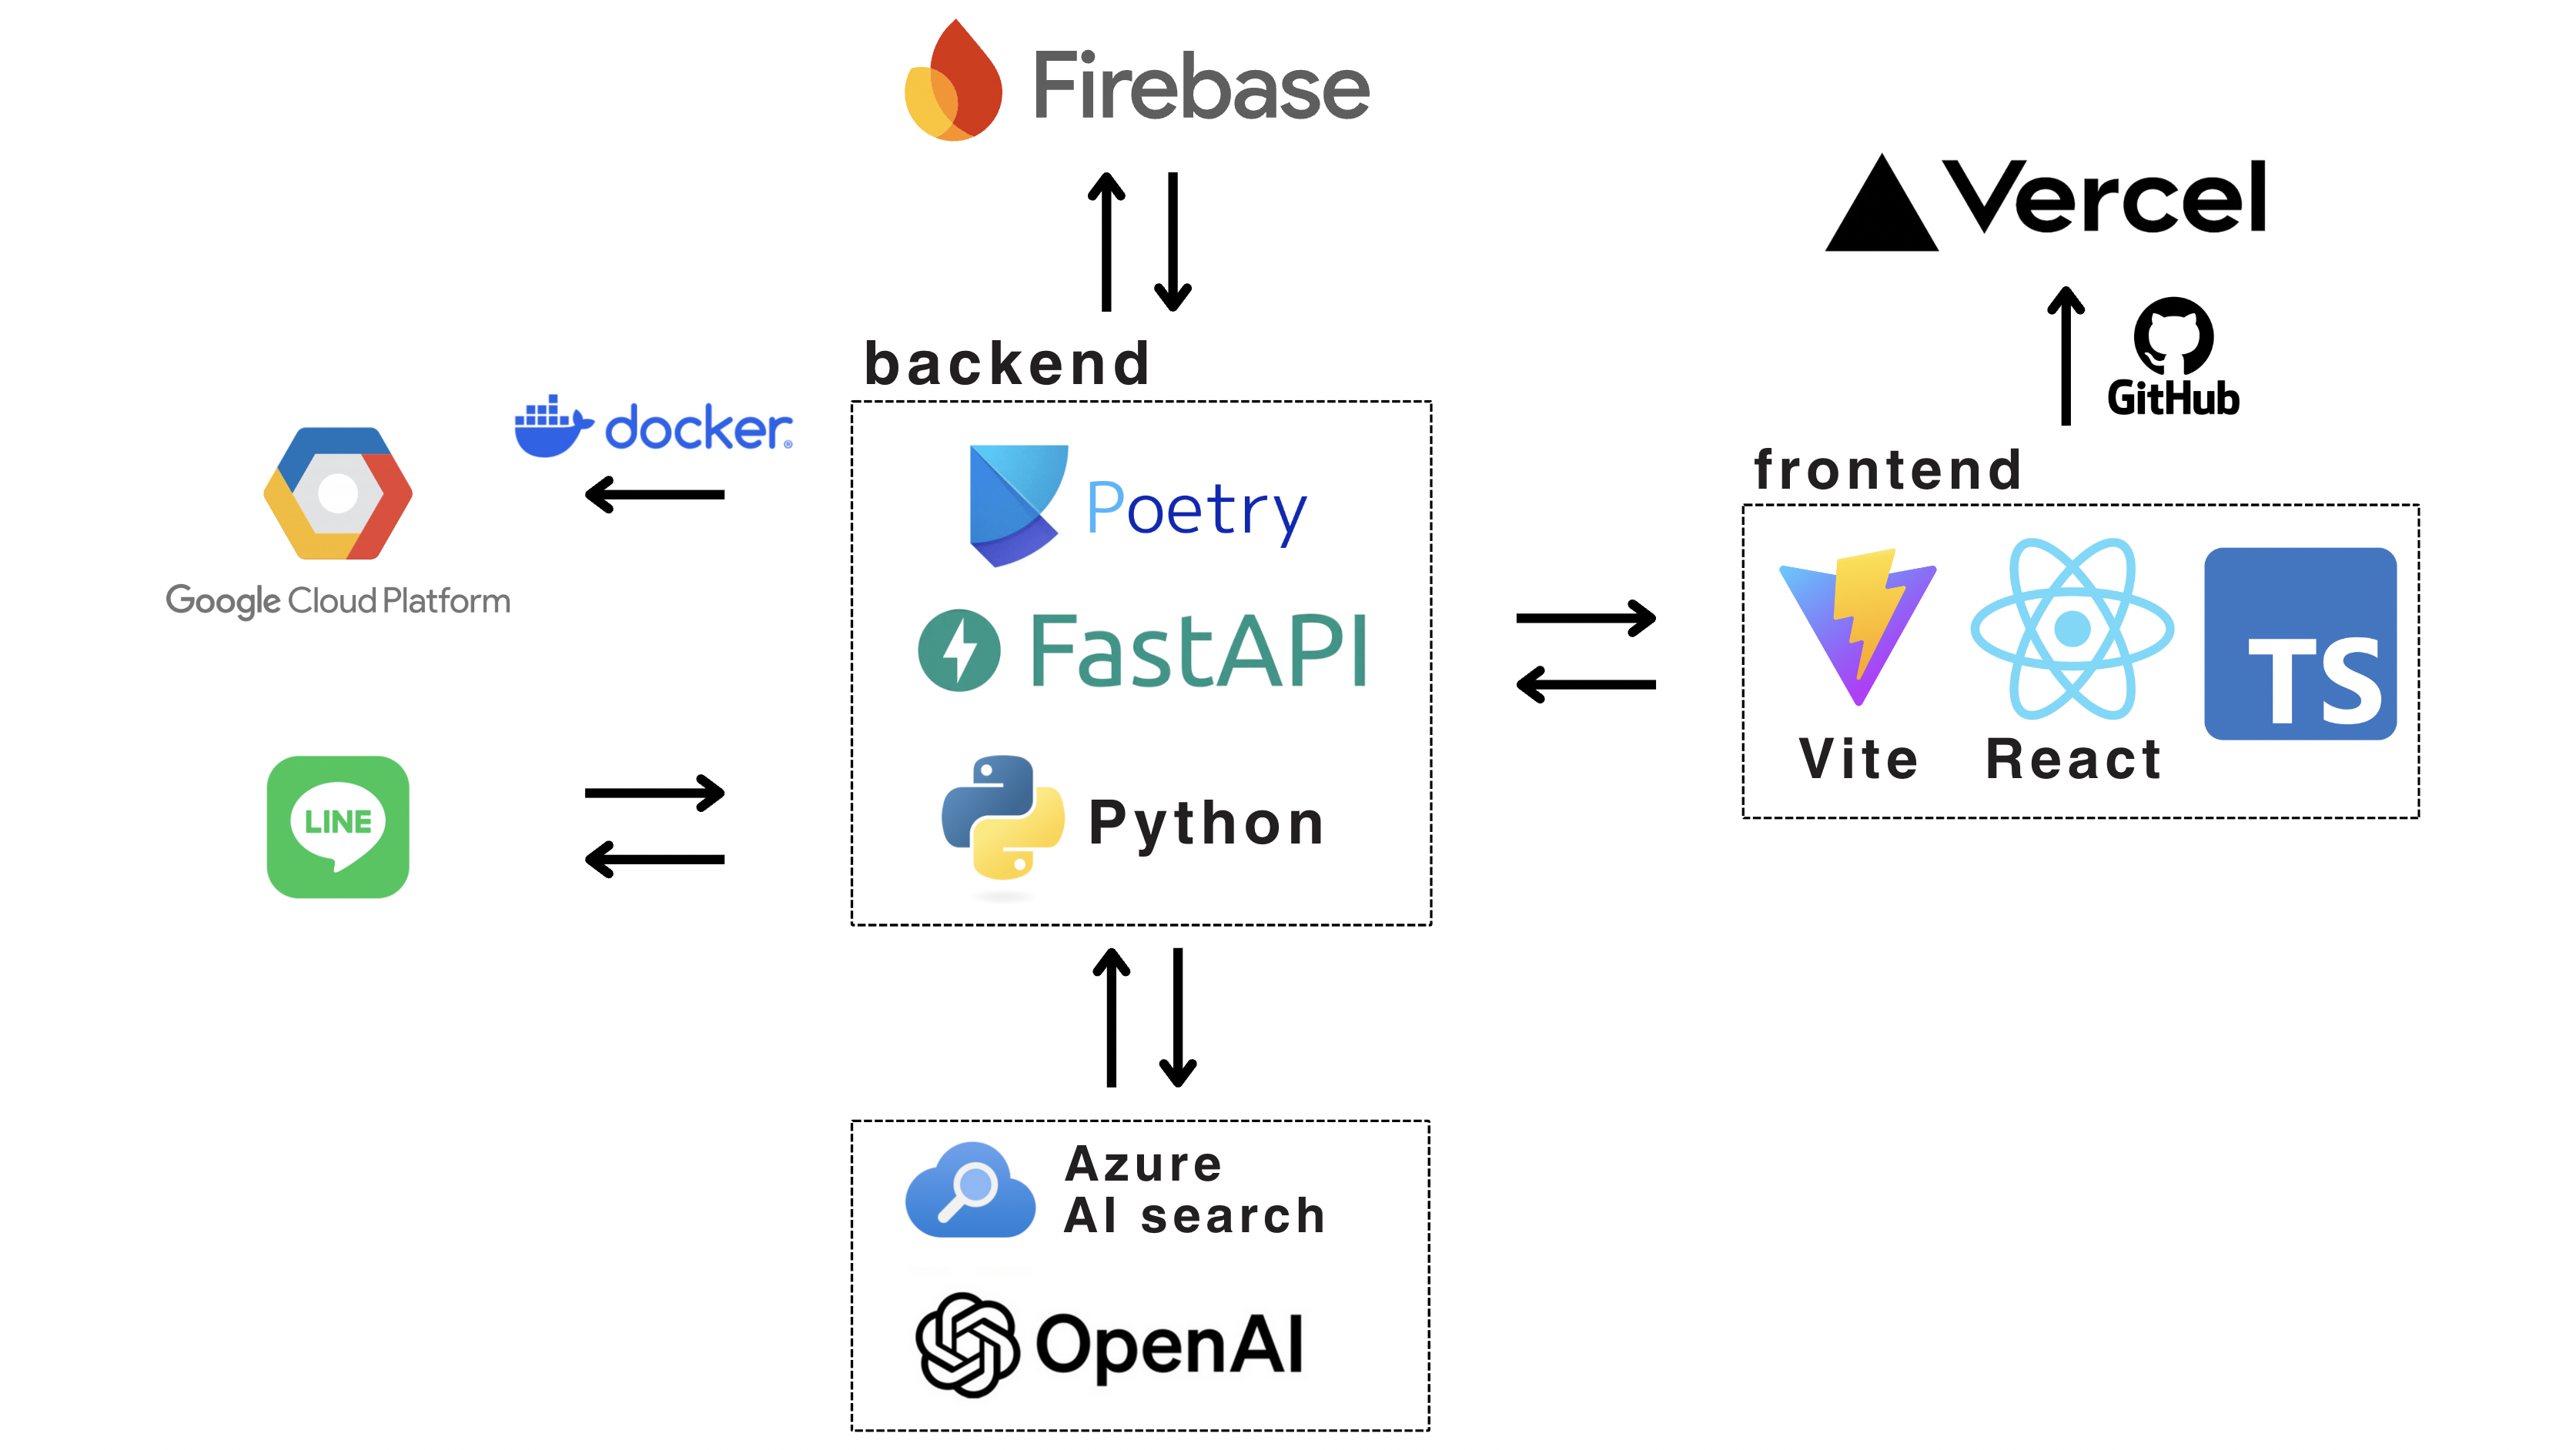 Firebase
Vercel
GitHub
backend
docker
frontend
Poetry
Google Cloud Platform
FastAPI
TS
Vite
React
LINE
Python
Azure
AI search
OpenAI